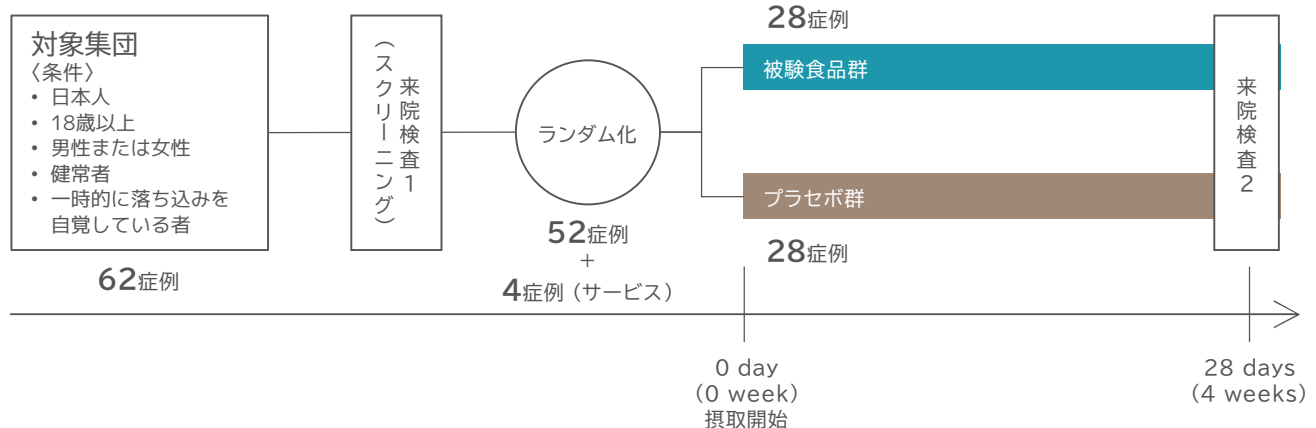 対象集団
〈条件〉
• 日本人
• 18歳以上
• 男性または女性
• 健常者
• 一時的に落ち込みを
自覚している者
62症例
来院検査1
（スクリーニング）
ランダム化
52症例
+
4症例（サービス）
28症例
被験食品群
プラセボ群
28症例
来院検査2
0 day
(0 week)
摂取開始
28 days
(4 weeks)